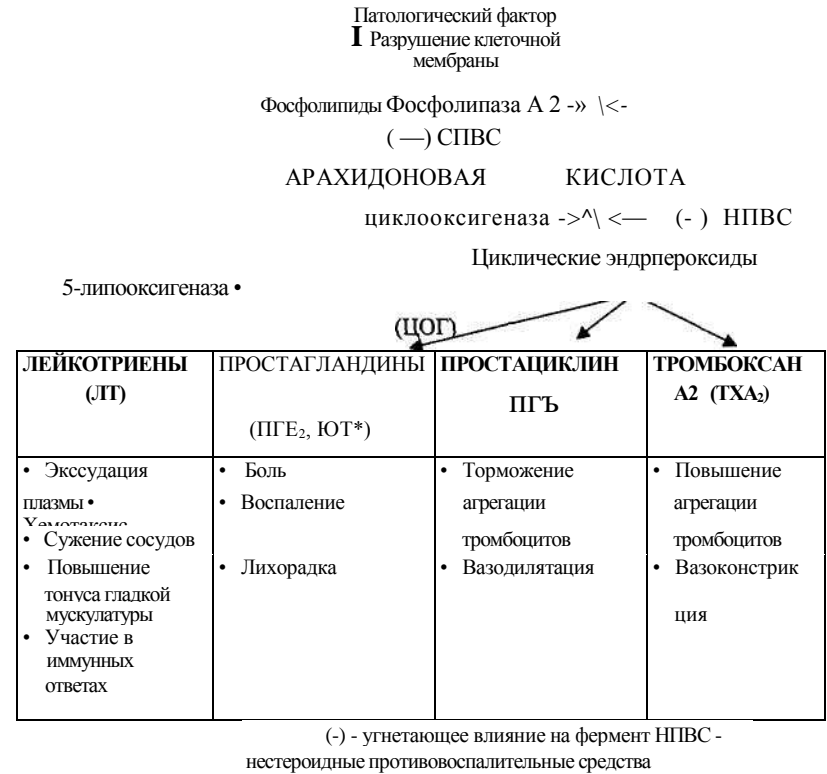 Патологический фактор
I Разрушение клеточной
мембраны
Фосфолипиды Фосфолипаза А 2 -» \<-
( —) СПВС
АРАХИДОНОВАЯ КИСЛОТА
циклооксигеназа ->^\ <— (- ) НПВС
Циклические эндрпероксиды
5-липооксигеназа •
(ЦОГ)
ЛЕЙКОТРИЕНЫ
(ЛТ)
ПРОСТАГЛАНДИНЫ
(ПГЕ₂, ЮТ*)
ПРОСТАЦИКЛИН
ПГЪ
ТРОМБОКСАН
А2 (ТХА₂)
• Экссудация
плазмы •
Хемотаксис
• Сужение сосудов
• Повышение
тонуса гладкой
мускулатуры
• Участие в
иммунных
ответах
• Боль
• Воспаление
• Лихорадка
• Торможение
агрегации
тромбоцитов
• Вазодилятация
• Повышение
агрегации
тромбоцитов
• Вазоконстрик
ция
(-) - угнетающее влияние на фермент НПВС -
нестероидные противовоспалительные средства